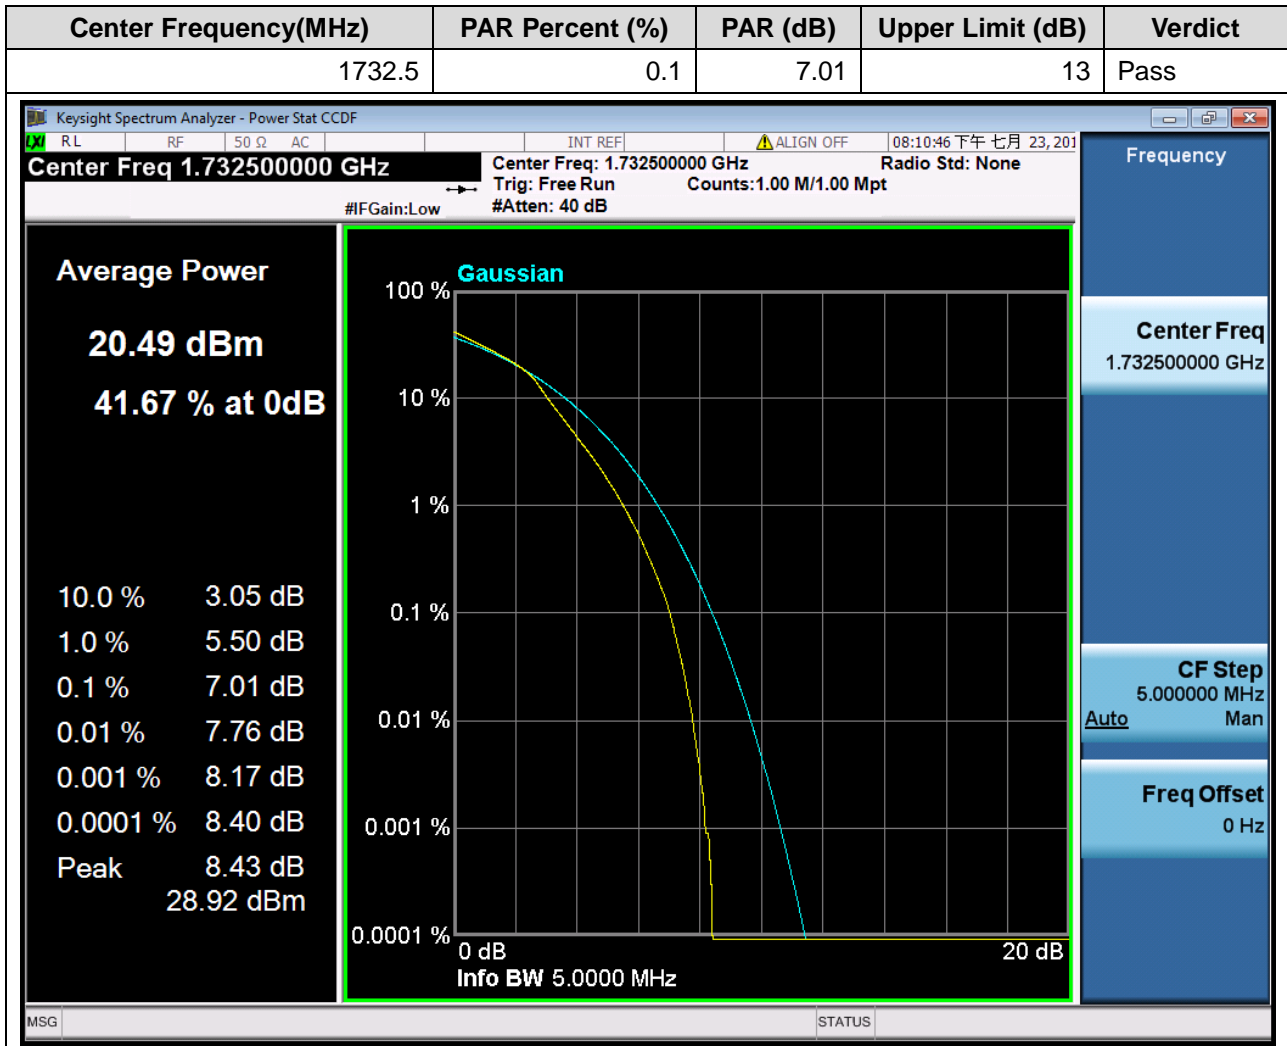 Center Frequency(MHz) PAR Percent (%) PAR (dB) Upper Limit (dB) Verdict
1732.5 0.1 7.01 13 Pass
Keysight Spectrum Analyzer - Power Stat CCDF
LXI RL RF 50 Ω AC INT REF ALIGN OFF 08:10:46 下午 七月 23, 201
Center Freq 1.732500000 GHz
Center Freq: 1.732500000 GHz Radio Std: None
Trig: Free Run Counts:1.00 M/1.00 Mpt
#IFGain:Low #Atten: 40 dB
Frequency
Average Power
20.49 dBm
41.67 % at 0dB
10.0 % 3.05 dB
1.0 % 5.50 dB
0.1 % 7.01 dB
0.01 % 7.76 dB
0.001 % 8.17 dB
0.0001 % 8.40 dB
Peak 8.43 dB
28.92 dBm
Gaussian
100 %
10 %
1 %
0.1 %
0.01 %
0.001 %
0.0001 %
0 dB 20 dB
Info BW 5.0000 MHz
Center Freq
1.732500000 GHz
CF Step
5.000000 MHz
Auto Man
Freq Offset
0 Hz
MSG STATUS